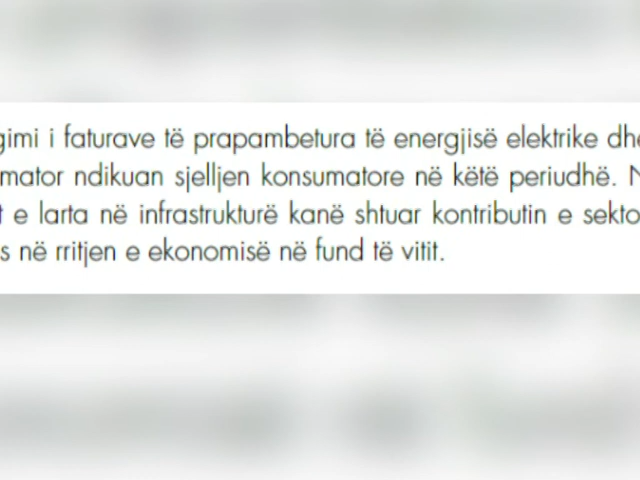 gimi i faturave të prapambetura të energjisë elektrike dhe
mator ndikuan sjelljen konsumatore në këtë periudhë. N
t e larta në infrastrukturë kanë shtuar kontributin e sekto
s në rritjen e ekonomisë në fund të vitit.